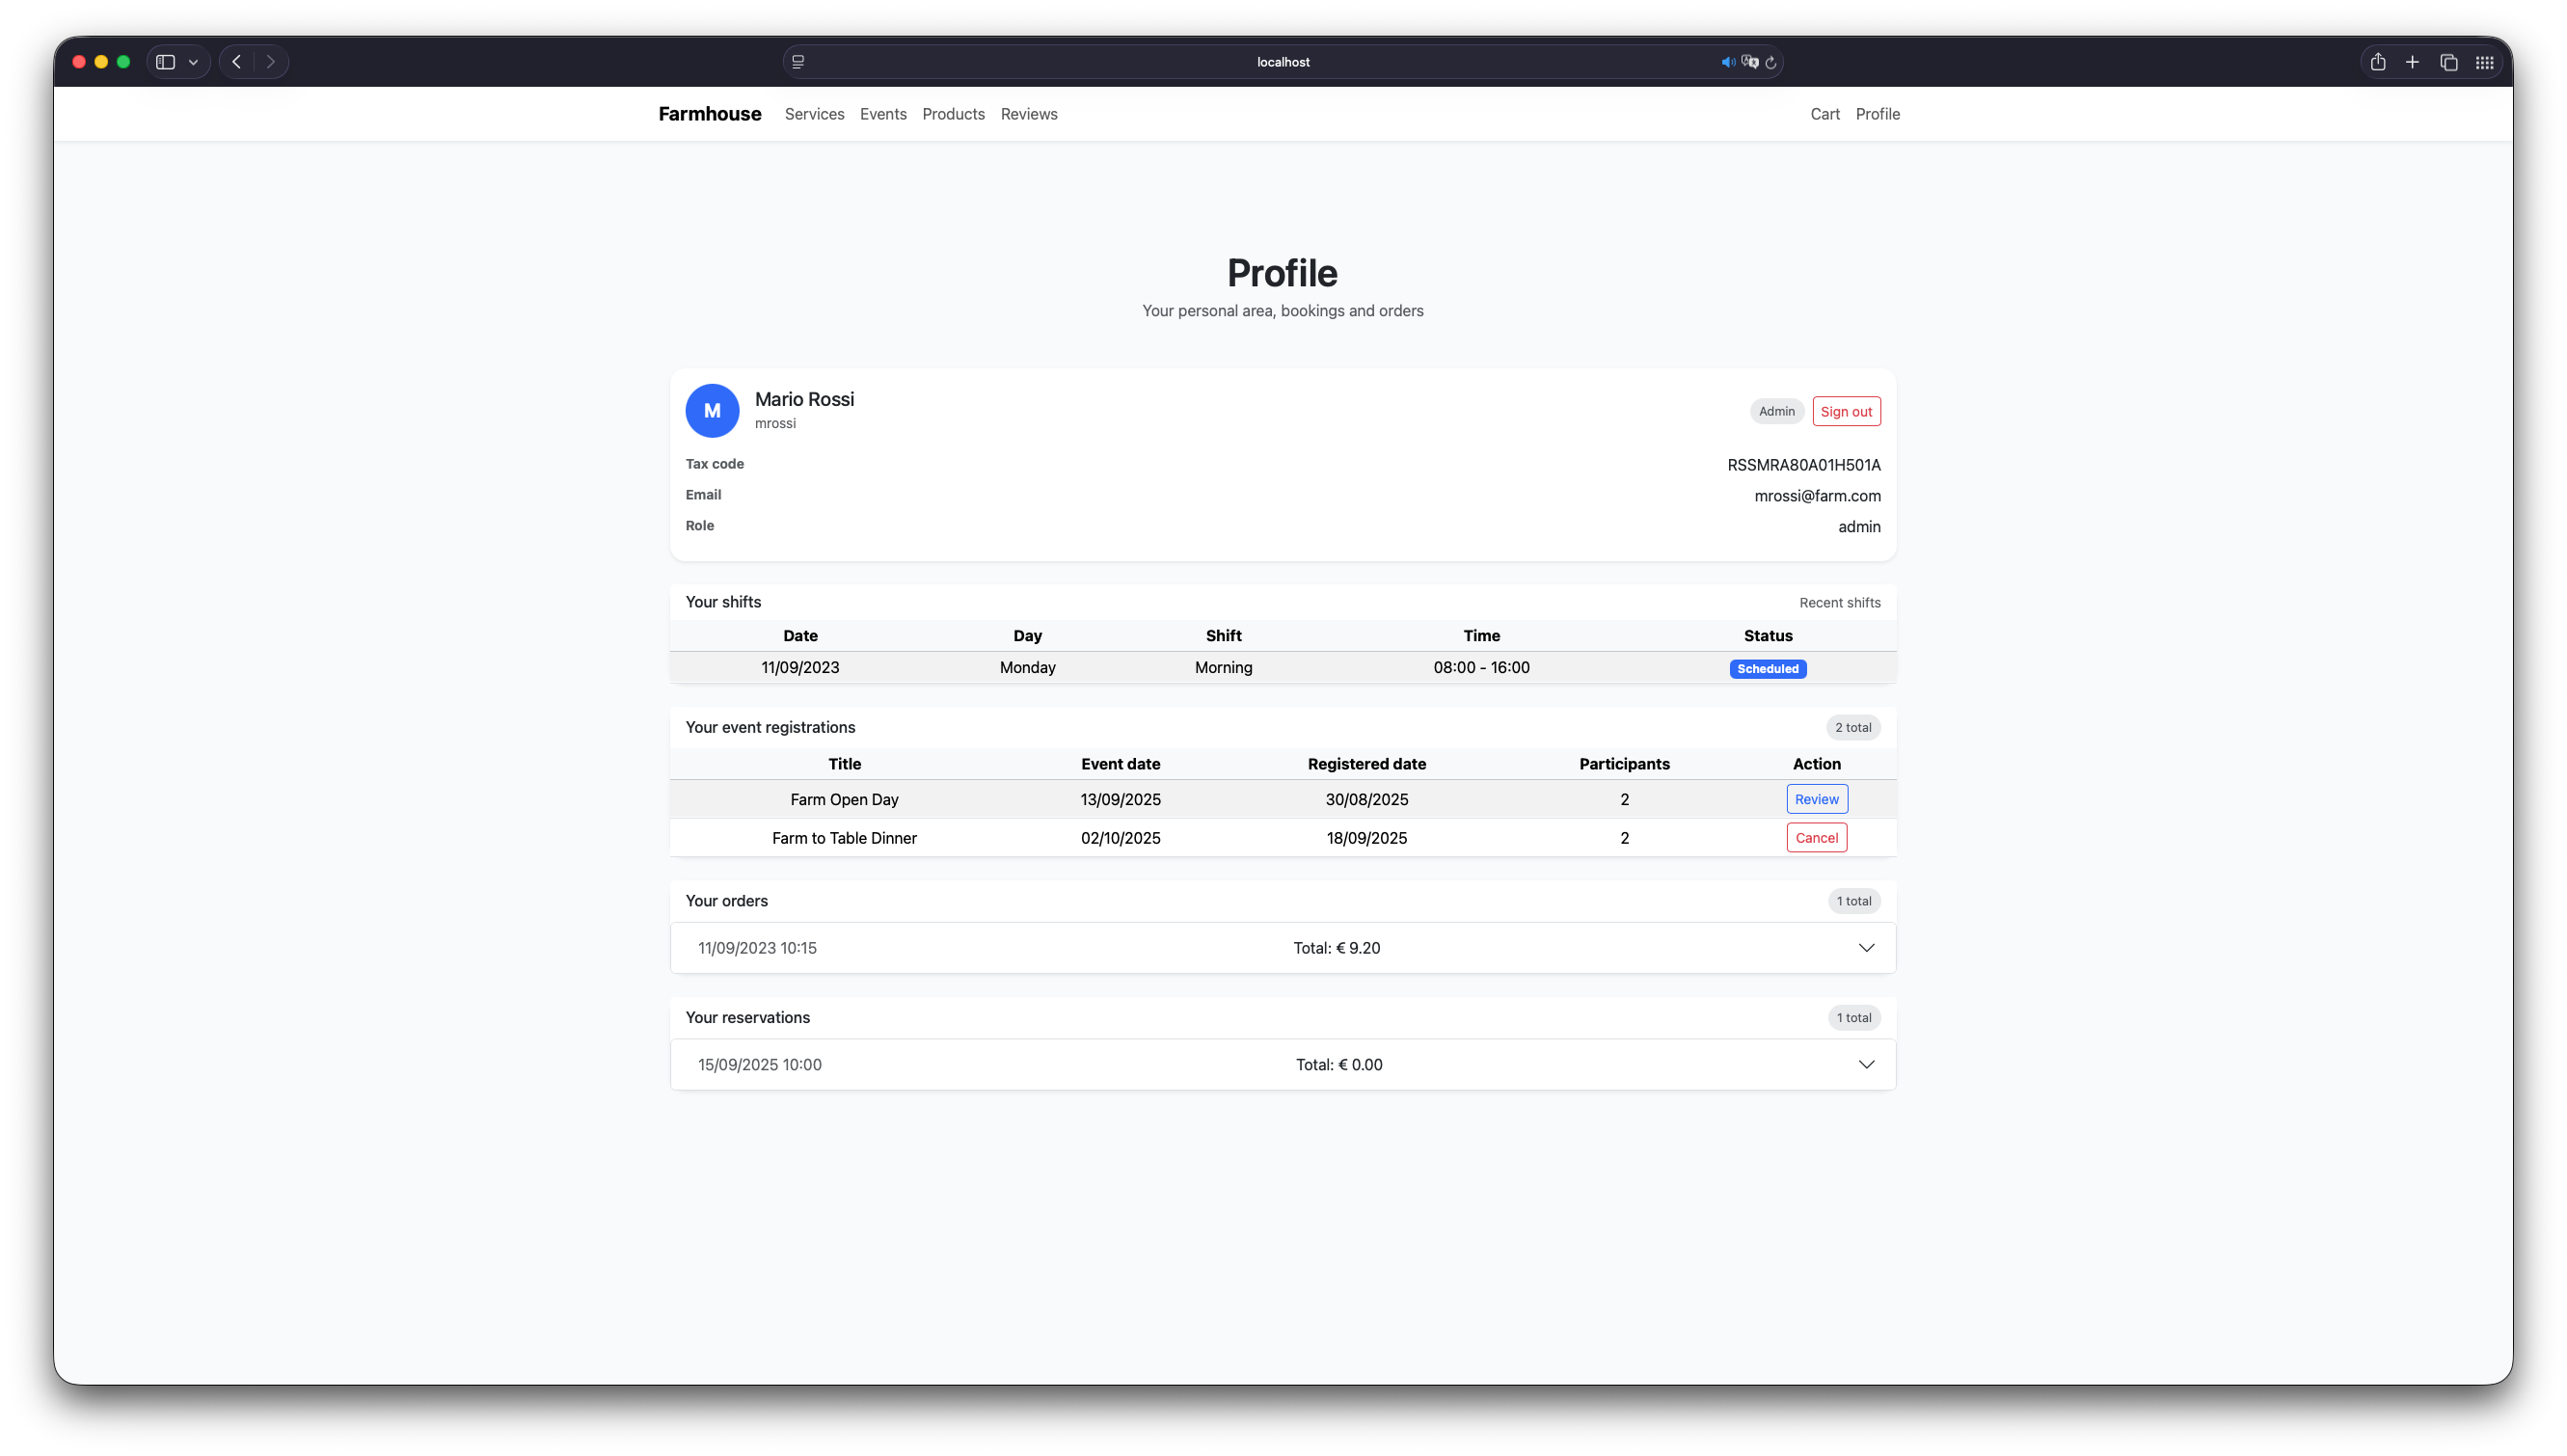 localhost
Farmhouse Services Events Products Reviews Cart Profile
Profile
Your personal area, bookings and orders
M
Mario Rossi
mrossi
Admin Sign out
Tax code RSSMRA80A01H501A
Email mrossi@farm.com
Role admin
Your shifts Recent shifts
Date Day Shift Time Status
11/09/2023 Monday Morning 08:00 - 16:00 Scheduled
Your event registrations 2 total
Title Event date Registered date Participants Action
Farm Open Day 13/09/2025 30/08/2025 2 Review
Farm to Table Dinner 02/10/2025 18/09/2025 2 Cancel
Your orders 1 total
11/09/2023 10:15 Total: € 9.20
Your reservations 1 total
15/09/2025 10:00 Total: € 0.00